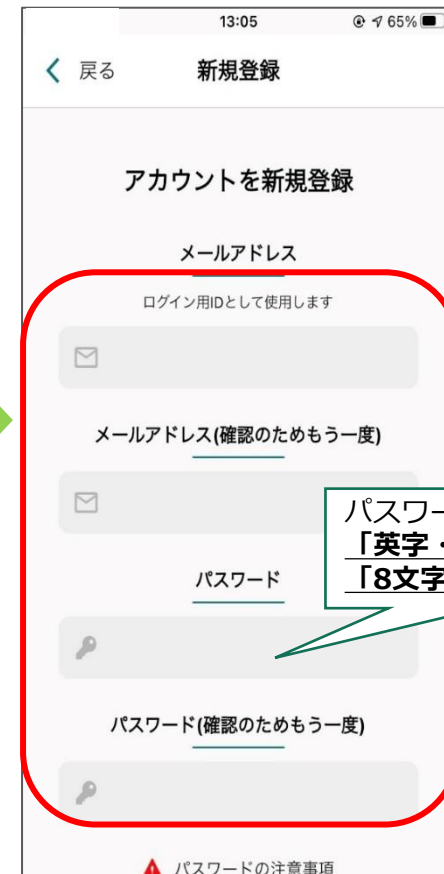 13:05
65%
戻る
新規登録
アカウントを新規登録
メールアドレス
ログイン用IDとして使用します
メールアドレス(確認のためもう一度)
パスワー
「英字・
「8文字
パスワード
パスワード(確認のためもう一度)
パスワードの注意事項